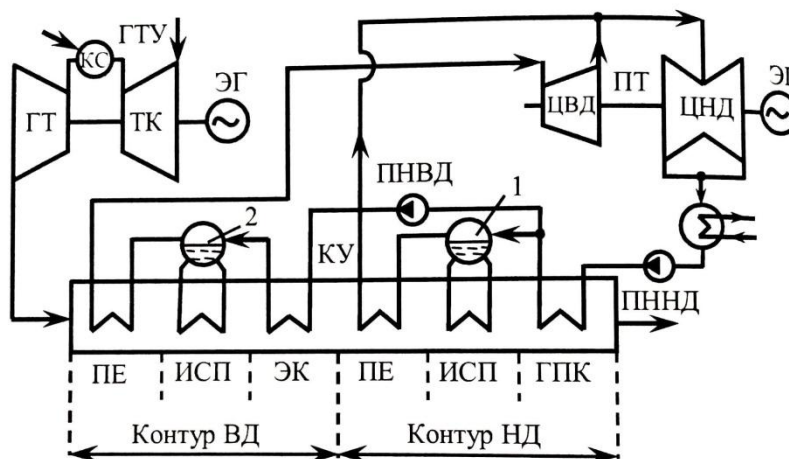 ГТУ
КС
ЭГ
ГТ
ТК
ПТ
ЦВД
ЦНД
ПНВД
1
2
КУ
ПННД
ПЕ ИСП ЭК ПЕ ИСП ГПК
Контур ВД Контур НД